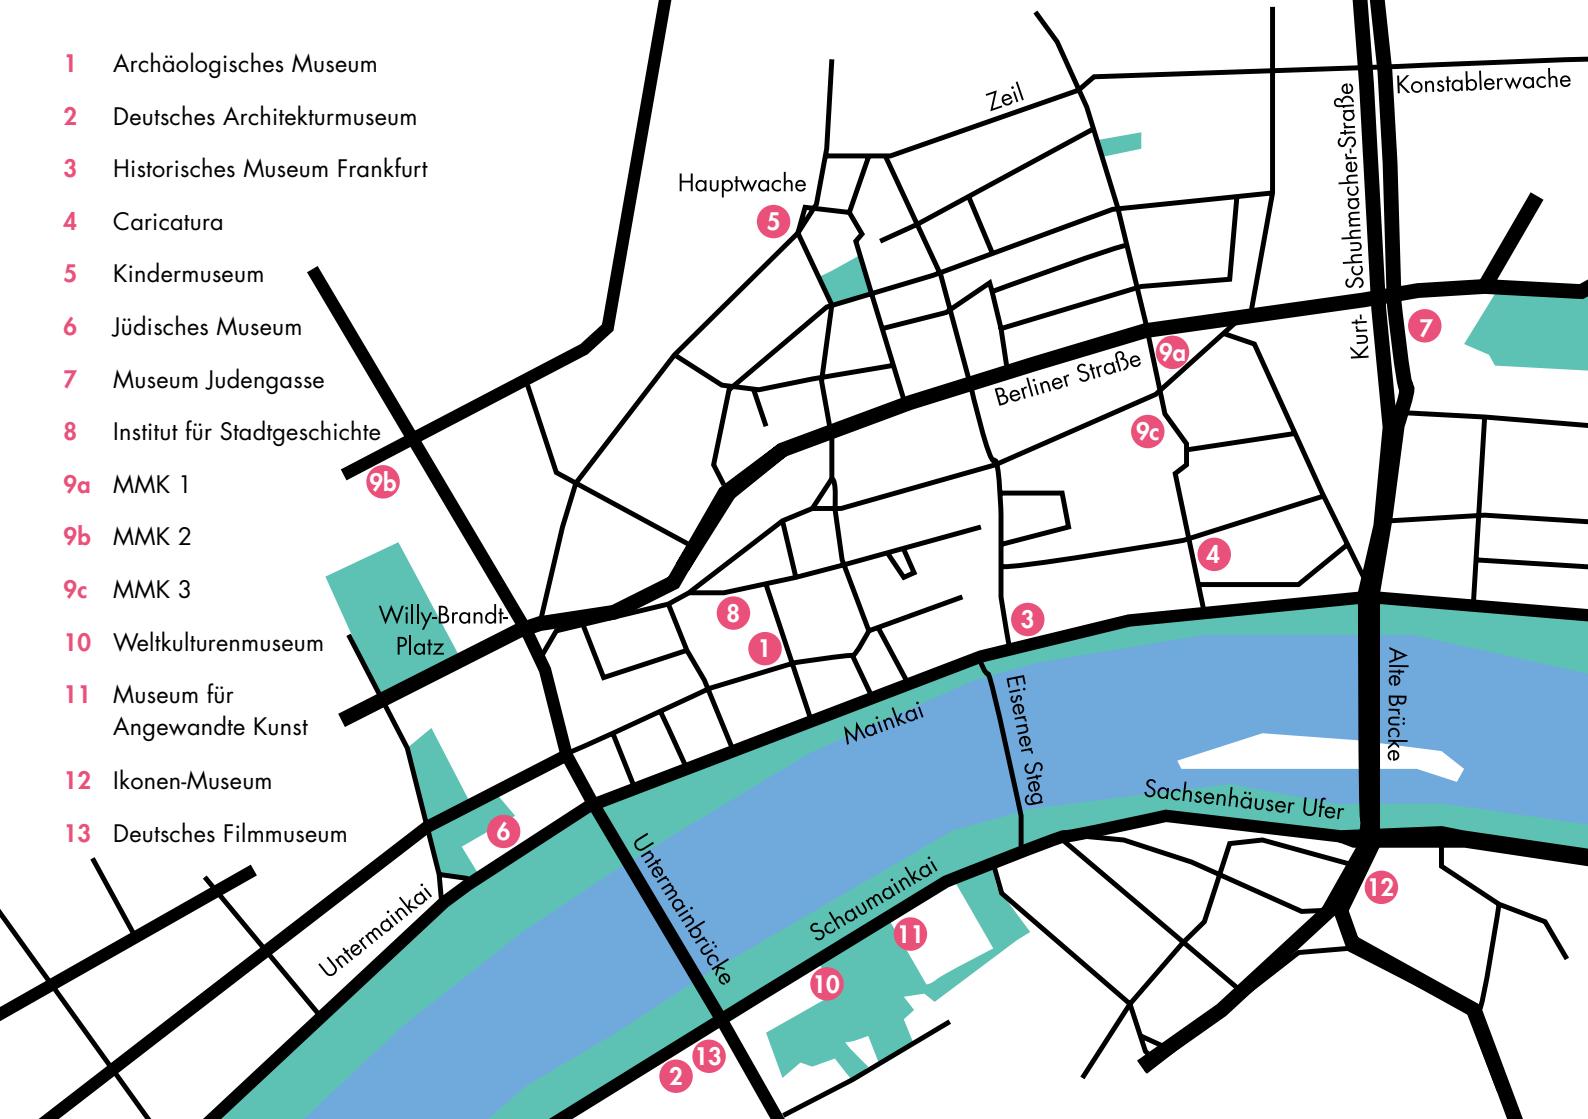 1 Archäologisches Museum
2 Deutsches Architekturmuseum
3 Historisches Museum Frankfurt
4 Caricatura
5 Kindermuseum
6 Jüdisches Museum
7 Museum Judengasse
8 Institut für Stadtgeschichte
9a MMK 1
9b MMK 2
9c MMK 3
10 Weltkulturenmuseum
11 Museum für
Angewandte Kunst
12 Ikonen-Museum
13 Deutsches Filmmuseum
Zeil
Konstablerwache
Kurt- Schuhmacher-Straße
Hauptwache
5
7
9a
Berliner Straße
9c
9b
4
Willy-Brandt-
Platz
8
1
3
Mainkai
Eiserner Steg
Alte Brücke
Sachsenhäuser Ufer
6
Untermainkai
Untermainbrücke
Schaumainkai
12
11
10
13
2